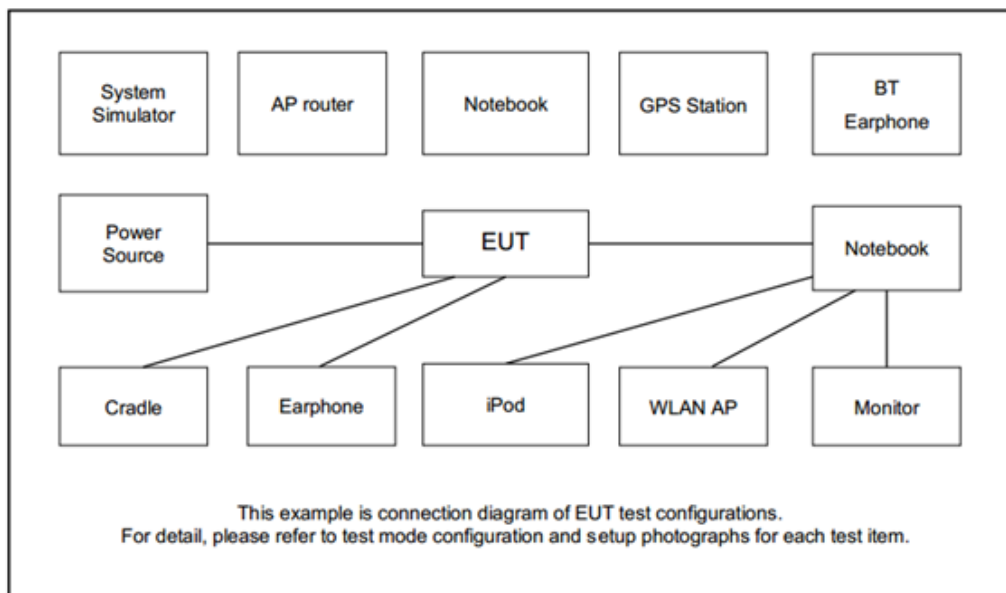 System
Simulator
AP router
Notebook
GPS Station
BT
Earphone
Power
Source
EUT
Notebook
Cradle
Earphone
iPod
WLAN AP
Monitor
This example is connection diagram of EUT test configurations.
For detail, please refer to test mode configuration and setup photographs for each test item.